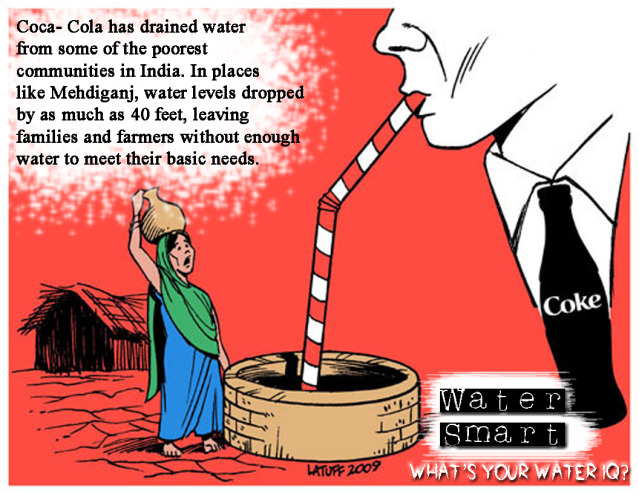 Coca- Cola has drained water
from some of the poorest
communities in India. In places
like Mehdiganj, water levels dropped
by as much as 40 feet, leaving
families and farmers without enough
water to meet their basic needs.
Coke
Water
Smart
LATUFF 2009
WHAT'S YOUR WATER IQ?